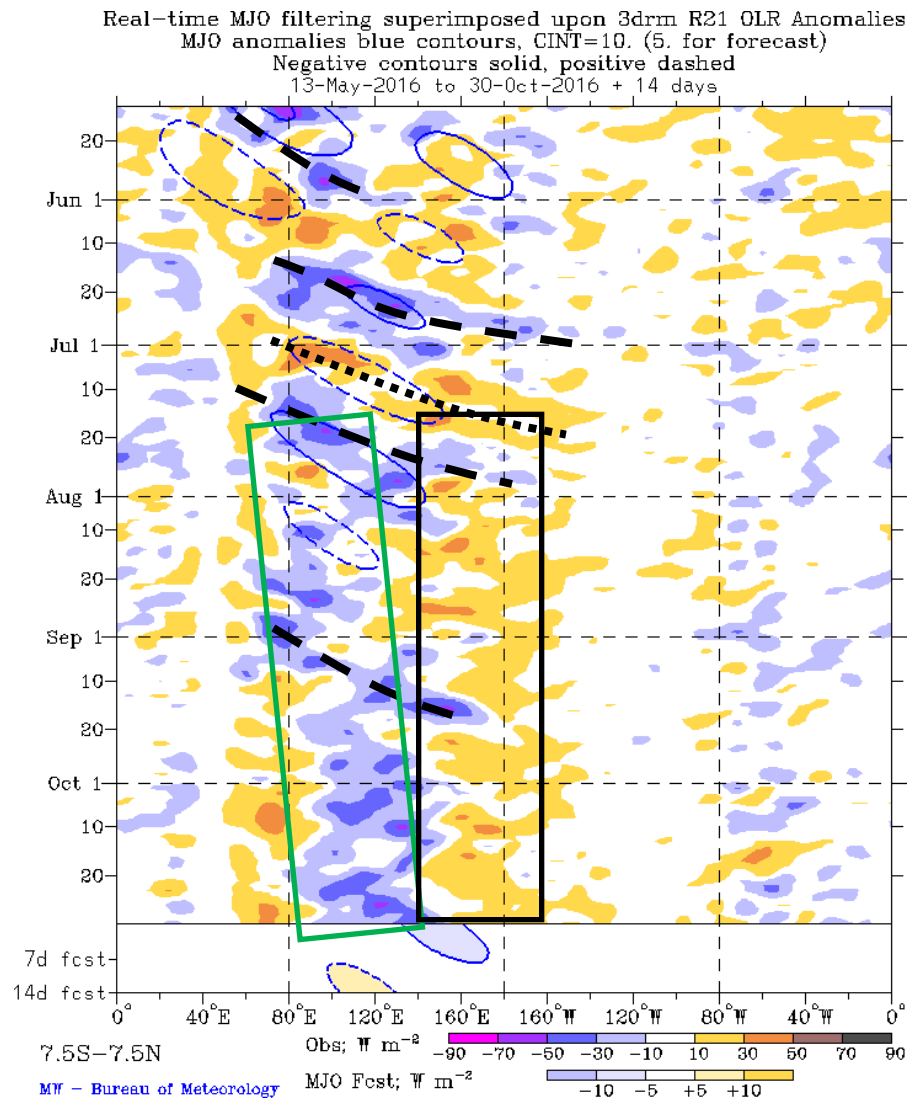 Real-time MJO filtering superimposed upon 3drm R21 OLR Anomalies
MJO anomalies blue contours, CINT=10. (5. for forecast)
Negative contours solid, positive dashed
13-May-2016 to 30-Oct-2016 + 14 days
20
Jun 1
10
20
Jul 1
10
20
Aug 1
10
20
Sep 1
10
20
Oct 1
10
20
7d fcst
14d fcst
0° 40°E 80°E 120°E 160°E 160°W 120°W 80°W 40°W 0°
7.5S-7.5N
Obs; W m⁻²
-90 -70 -50 -30 -10 10 30 50 70 90
MJO Fcst; W m⁻²
-10 -5 +5 +10
MW - Bureau of Meteorology